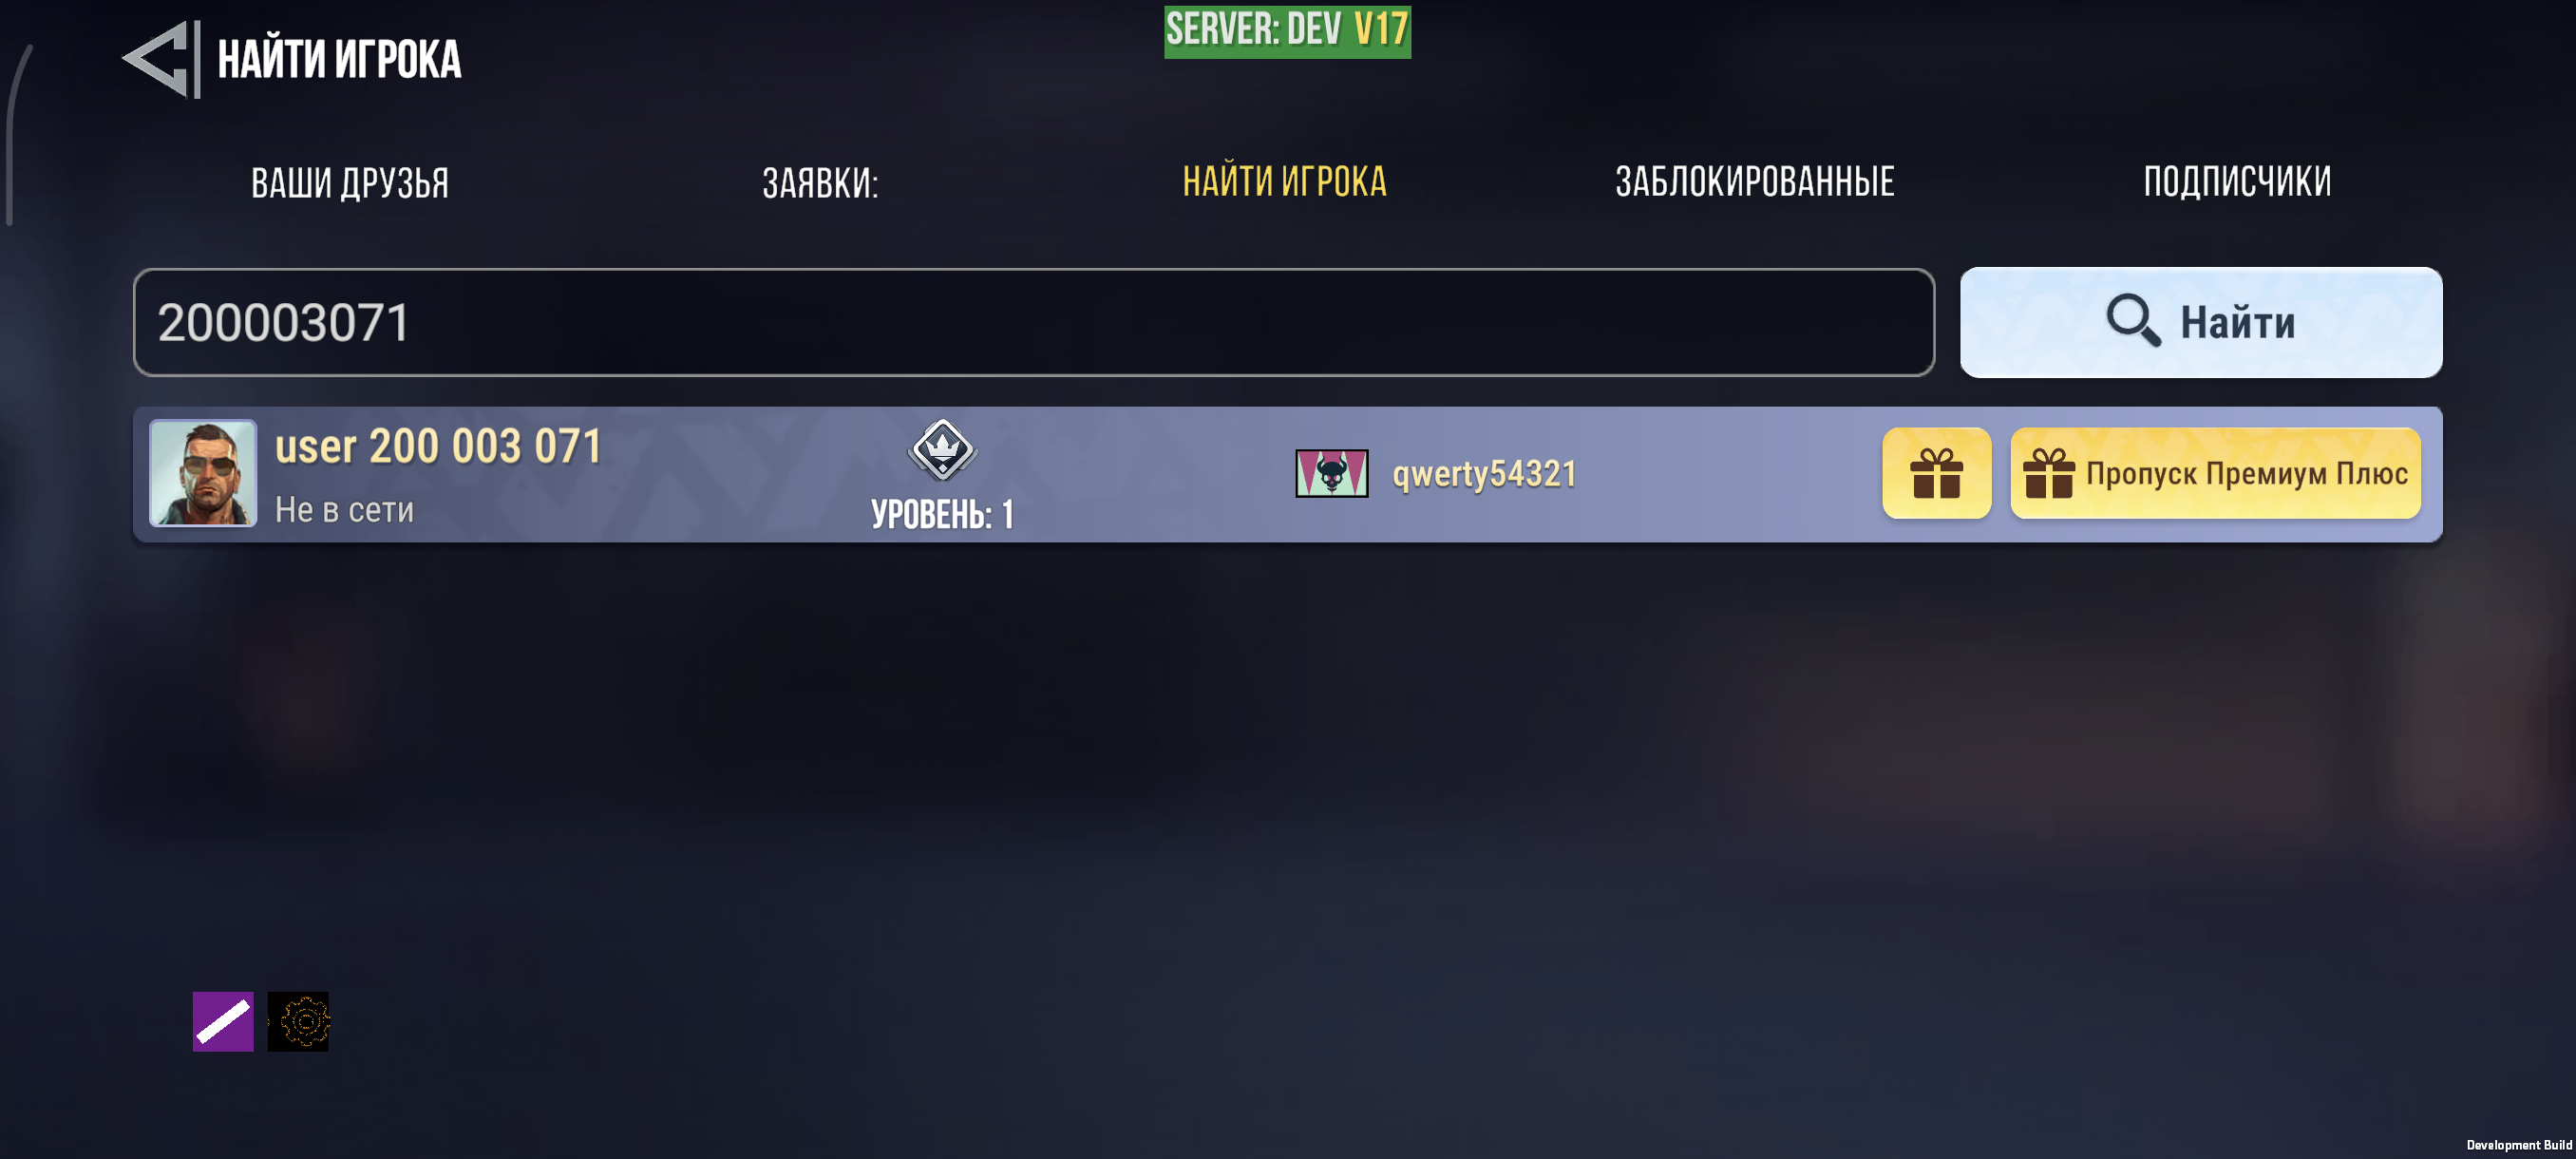 SERVER: DEV V17
НАЙТИ ИГРОКА
ВАШИ ДРУЗЬЯ
ЗАЯВКИ:
НАЙТИ ИГРОКА
ЗАБЛОКИРОВАННЫЕ
ПОДПИСЧИКИ
200003071
Найти
user 200 003 071
Не в сети
УРОВЕНЬ: 1
qwerty54321
Пропуск Премиум Плюс
Development Build